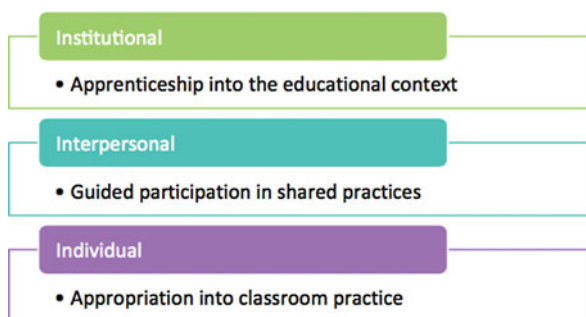 Institutional
• Apprenticeship into the educational context
Interpersonal
• Guided participation in shared practices
Individual
• Appropriation into classroom practice